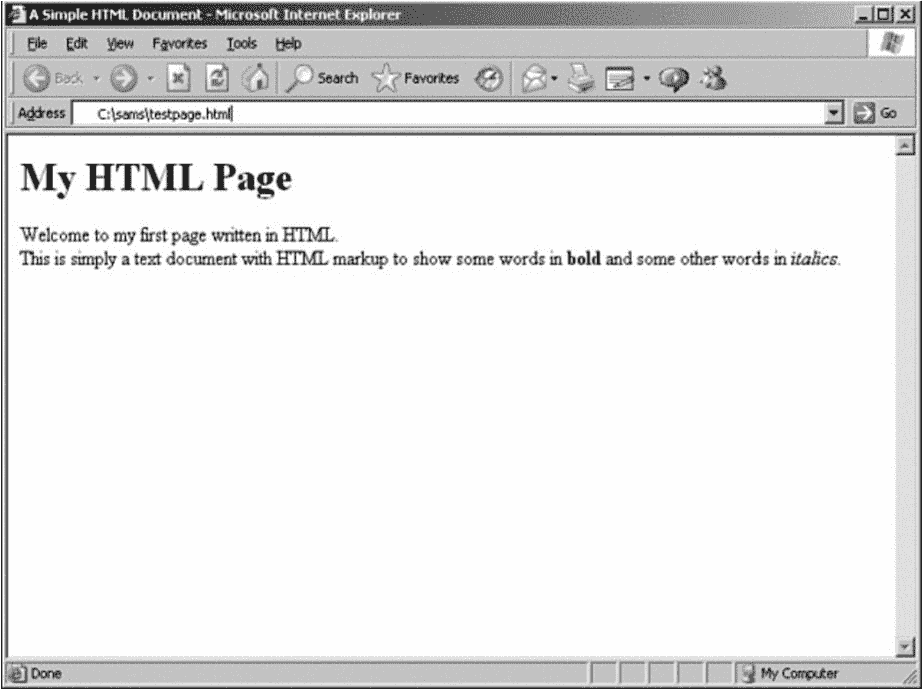 A Simple HTML Document - Microsoft Internet Explorer
File Edit View Favorites Tools Help
Back Search Favorites
Address C:\sams\testpage.html Go
My HTML Page
Welcome to my first page written in HTML.
This is simply a text document with HTML markup to show some words in bold and some other words in italics.
Done My Computer